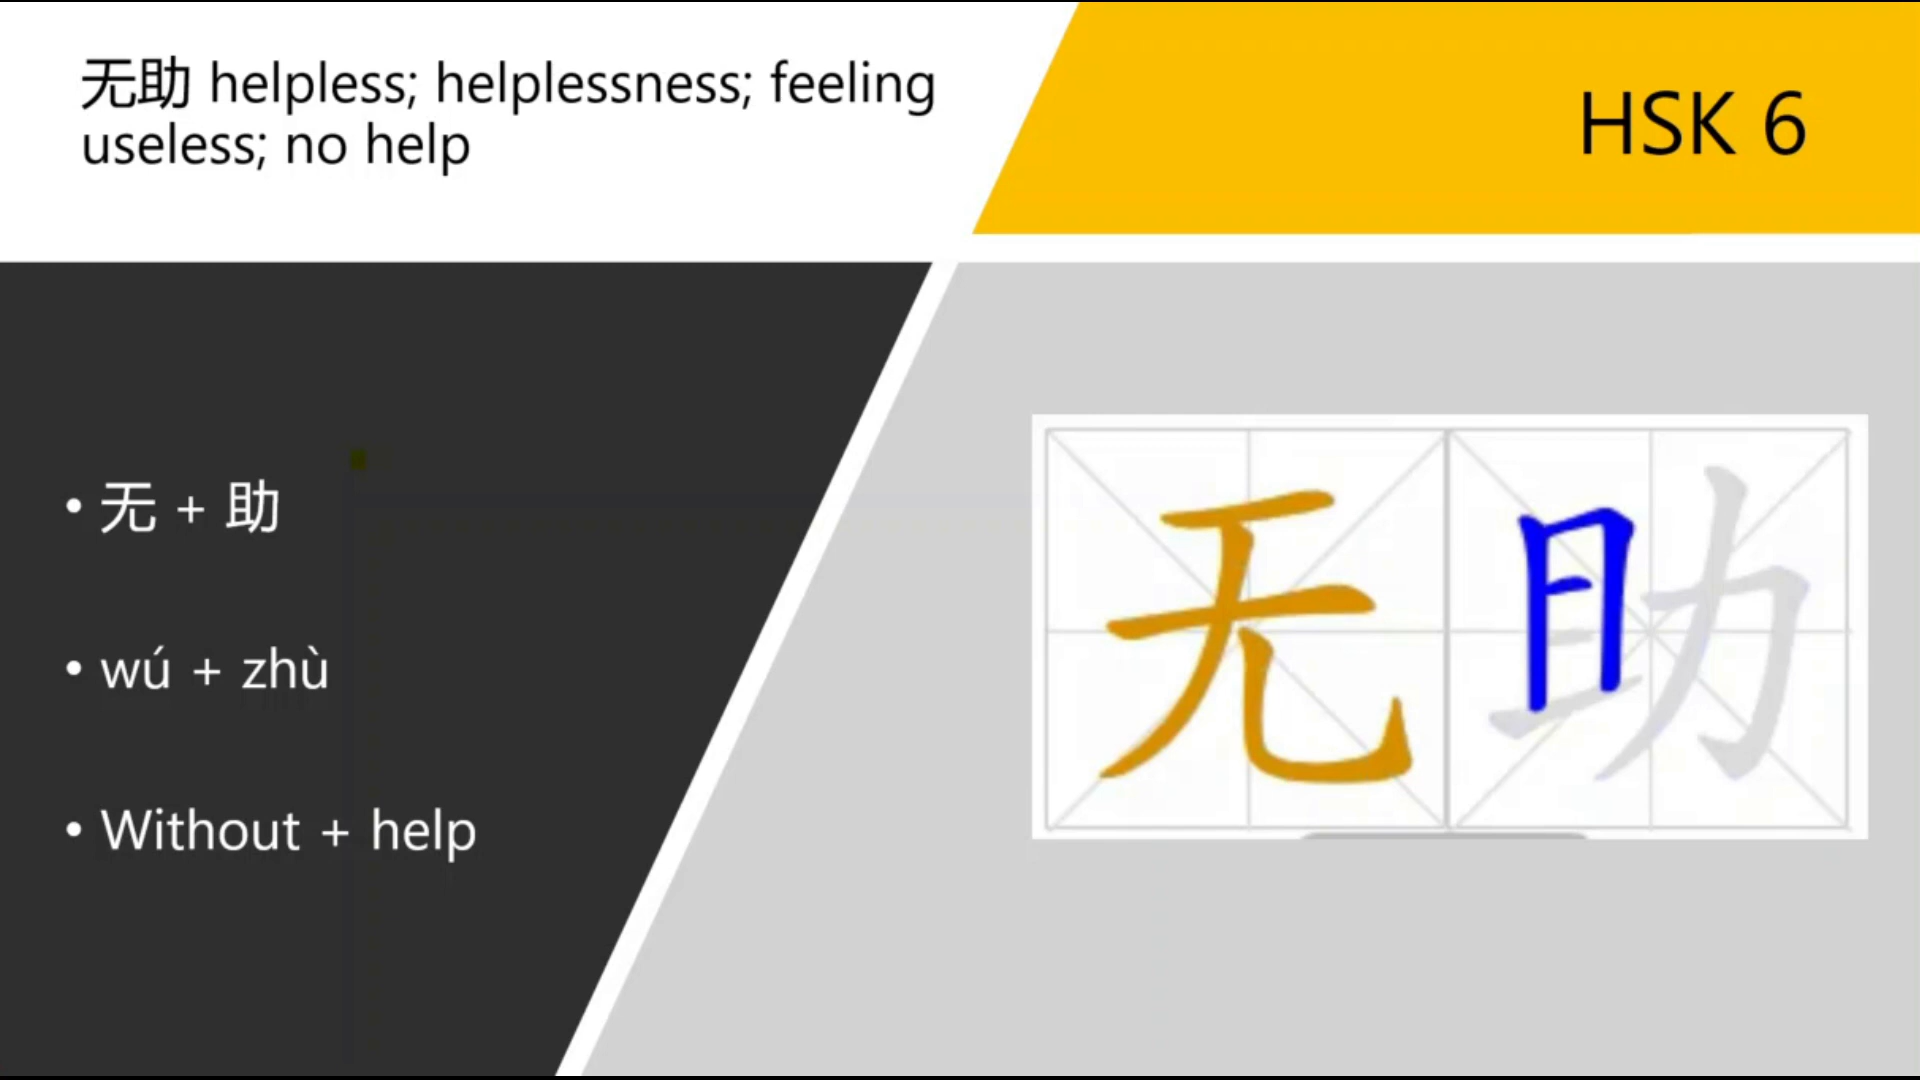 无助 helpless; helplessness; feeling
useless; no help
HSK 6
• 无 + 助
• wú + zhù
• Without + help
无助